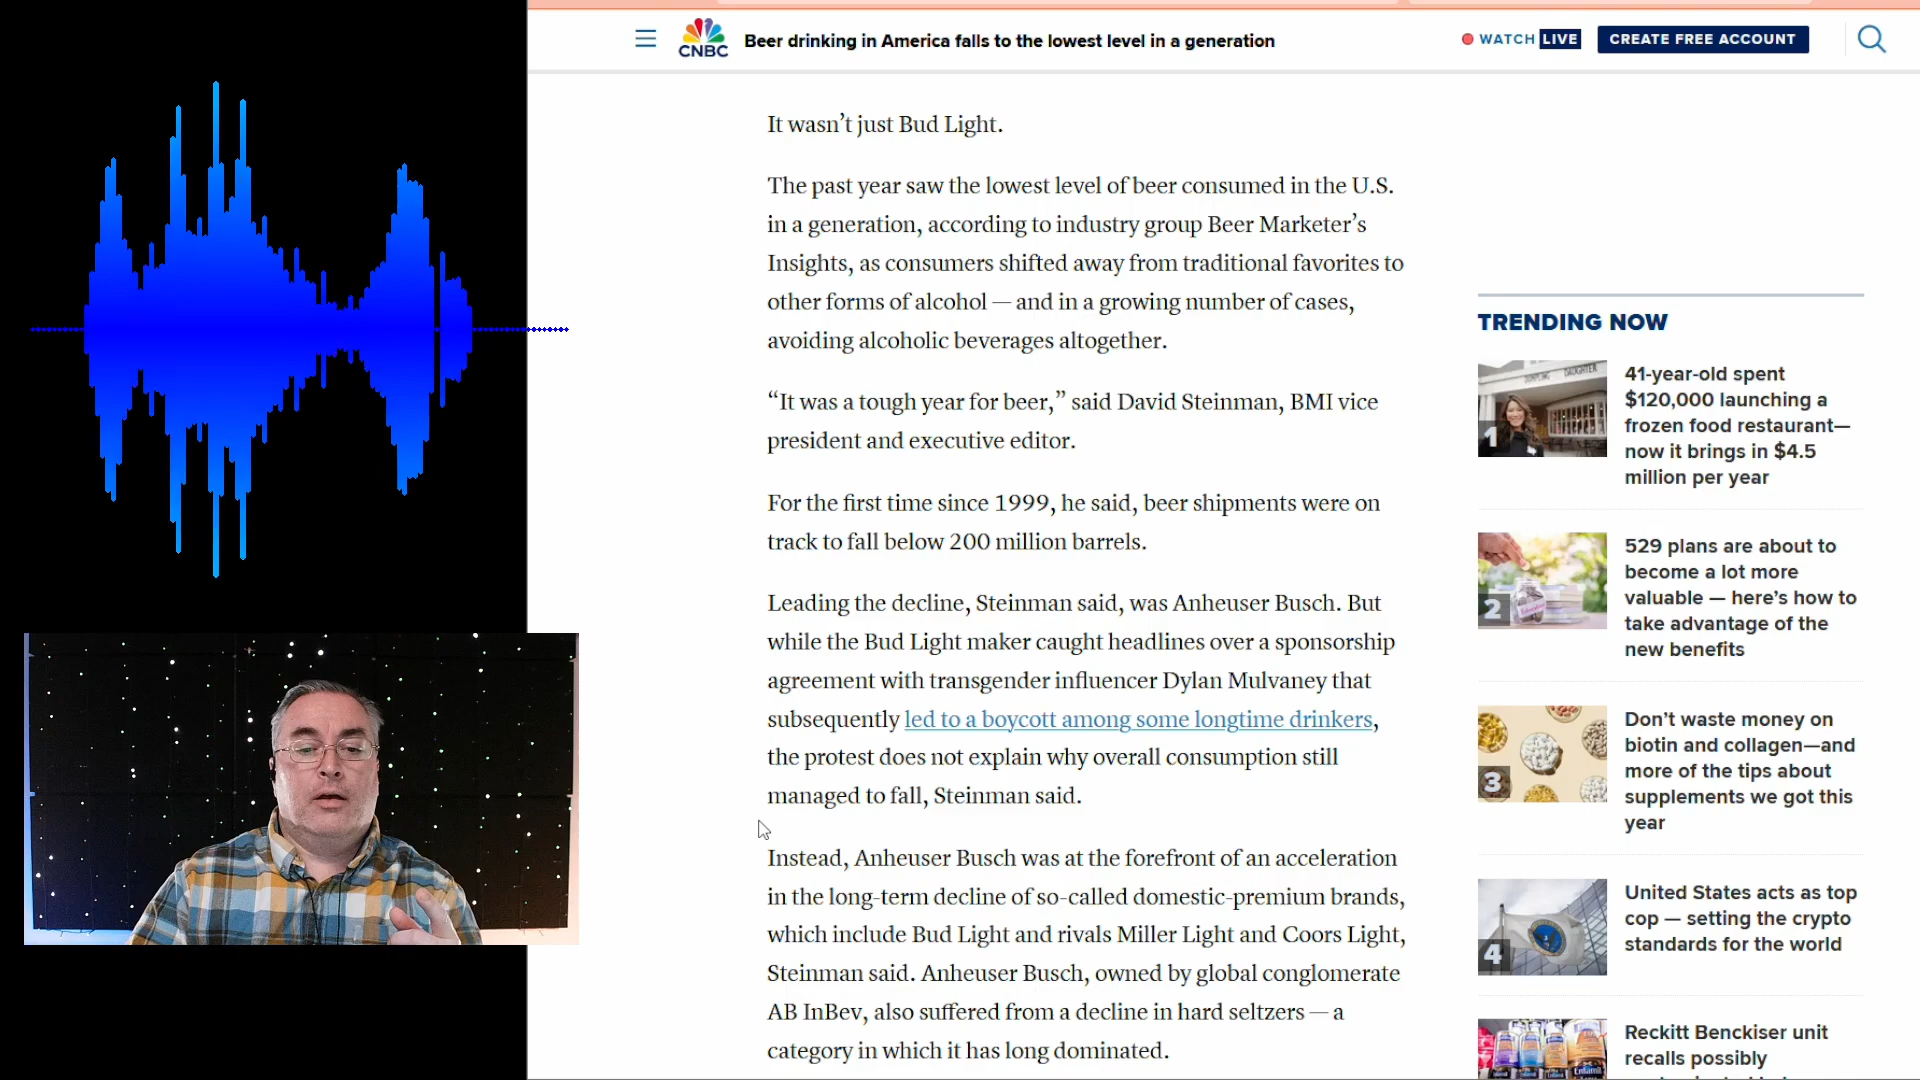 CNBC
Beer drinking in America falls to the lowest level in a generation
WATCH LIVE
CREATE FREE ACCOUNT
It wasn’t just Bud Light.
The past year saw the lowest level of beer consumed in the U.S.
in a generation, according to industry group Beer Marketer’s
Insights, as consumers shifted away from traditional favorites to
other forms of alcohol — and in a growing number of cases,
avoiding alcoholic beverages altogether.
“It was a tough year for beer,” said David Steinman, BMI vice
president and executive editor.
For the first time since 1999, he said, beer shipments were on
track to fall below 200 million barrels.
Leading the decline, Steinman said, was Anheuser Busch. But
while the Bud Light maker caught headlines over a sponsorship
agreement with transgender influencer Dylan Mulvaney that
subsequently led to a boycott among some longtime drinkers,
the protest does not explain why overall consumption still
managed to fall, Steinman said.
Instead, Anheuser Busch was at the forefront of an acceleration
in the long-term decline of so-called domestic-premium brands,
which include Bud Light and rivals Miller Light and Coors Light,
Steinman said. Anheuser Busch, owned by global conglomerate
AB InBev, also suffered from a decline in hard seltzers — a
category in which it has long dominated.
TRENDING NOW
DUMPLING DAUGHTER
1
41-year-old spent
$120,000 launching a
frozen food restaurant—
now it brings in $4.5
million per year
2
529 plans are about to
become a lot more
valuable — here’s how to
take advantage of the
new benefits
3
Don’t waste money on
biotin and collagen—and
more of the tips about
supplements we got this
year
4
United States acts as top
cop — setting the crypto
standards for the world
Enfamil
Reckitt Benckiser unit
recalls possibly